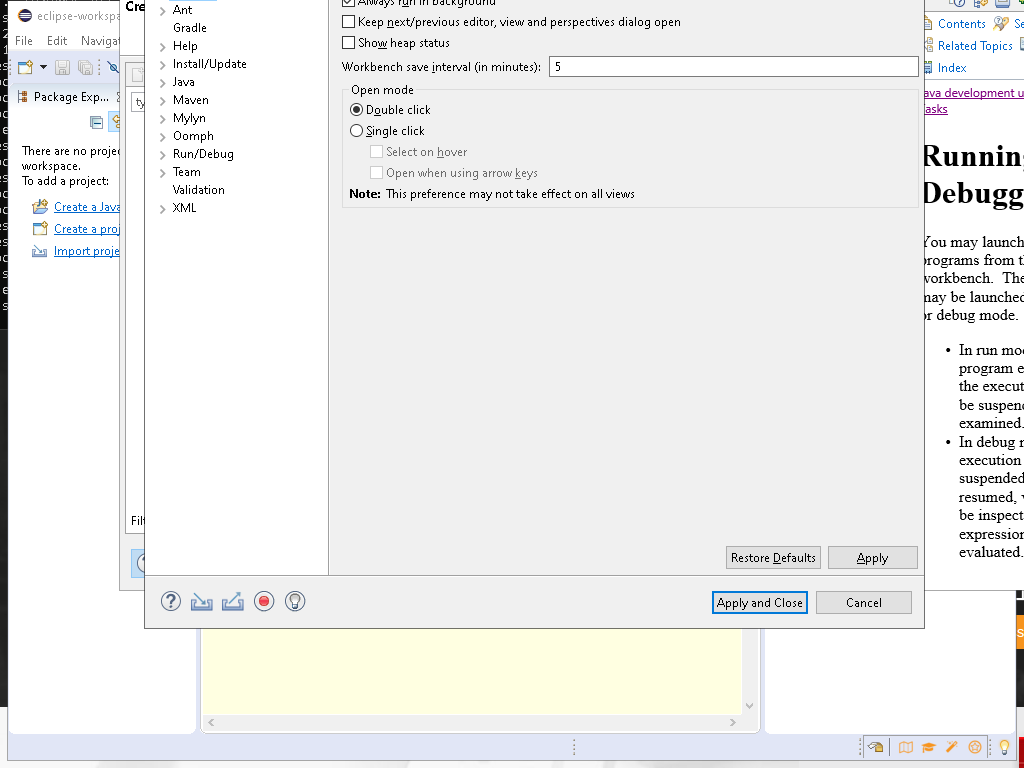 eclipse-workspa
File Edit Navigat
Package Exp...
There are no proje
workspace.
To add a project:
Create a Java
Create a proj
Import proje
Cre
ty
Filt
Ant
Gradle
Help
Install/Update
Java
Maven
Mylyn
Oomph
Run/Debug
Team
Validation
XML
Always run in background
Keep next/previous editor, view and perspectives dialog open
Show heap status
Workbench save interval (in minutes): 5
Open mode
Double click
Single click
Select on hover
Open when using arrow keys
Note: This preference may not take effect on all views
Restore Defaults Apply
Apply and Close Cancel
Contents Se
Related Topics
Index
ava development u
asks
Running
Debugg
You may launch
programs from th
workbench. The
may be launched
or debug mode.
• In run mod
program e
the execut
be suspend
examined.
• In debug m
execution
suspended
resumed, v
be inspect
expression
evaluated.